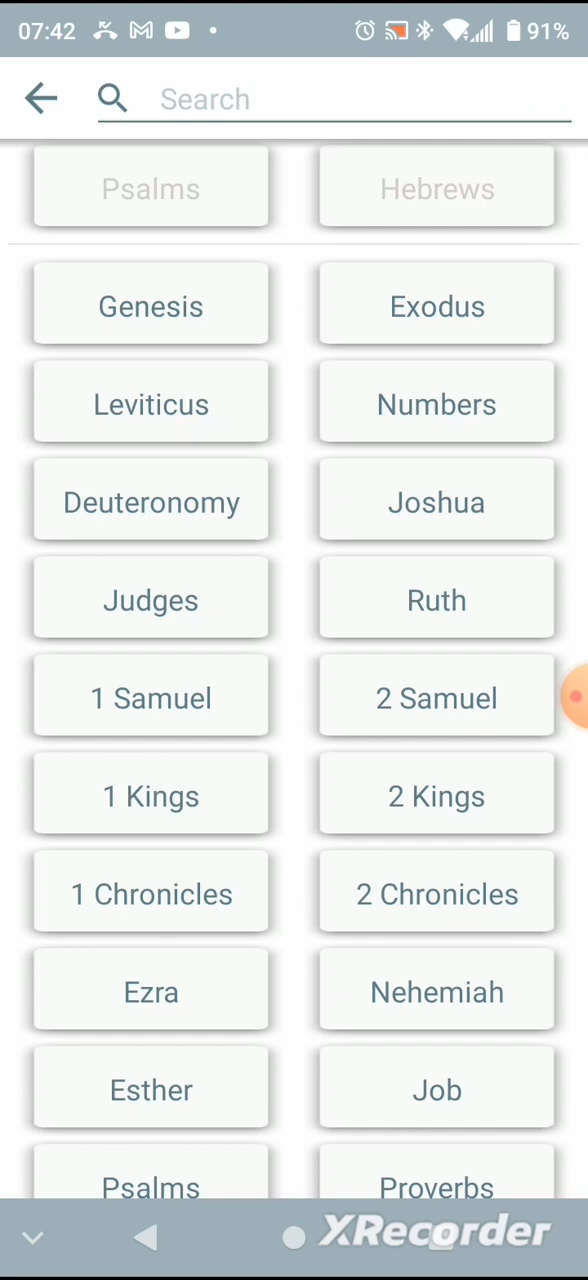 07:42
91%
Search
Psalms Hebrews
Genesis Exodus
Leviticus Numbers
Deuteronomy Joshua
Judges Ruth
1 Samuel 2 Samuel
1 Kings 2 Kings
1 Chronicles 2 Chronicles
Ezra Nehemiah
Esther Job
Psalms Proverbs
XRecorder